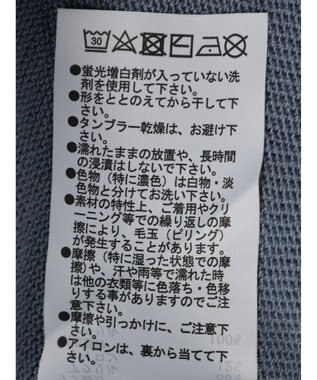 30
●蛍光増白剤が入っていない洗
剤を使用して下さい。
●形をととのえてから干して下
さい。
●タンブラー乾燥は、お避け下
さい。
●濡れたままの放置や、長時間
の浸漬はしないで下さい。
●色物（特に濃色）は白物・淡
色物と分けてお洗い下さい。
●素材の特性上、ご着用やクリ
ーニング等での繰り返しの摩
擦により、毛玉（ピリング）
が発生することがあります。
●摩擦（特に湿った状態での摩
擦）や、汗や雨等で濡れた時
は他の衣類等に色落ち・色移
りする事がありますのでご注
意下さい。
●摩擦や引っかけに、ご注意下
さい。
●アイロンは、裏から当てて下
さい。